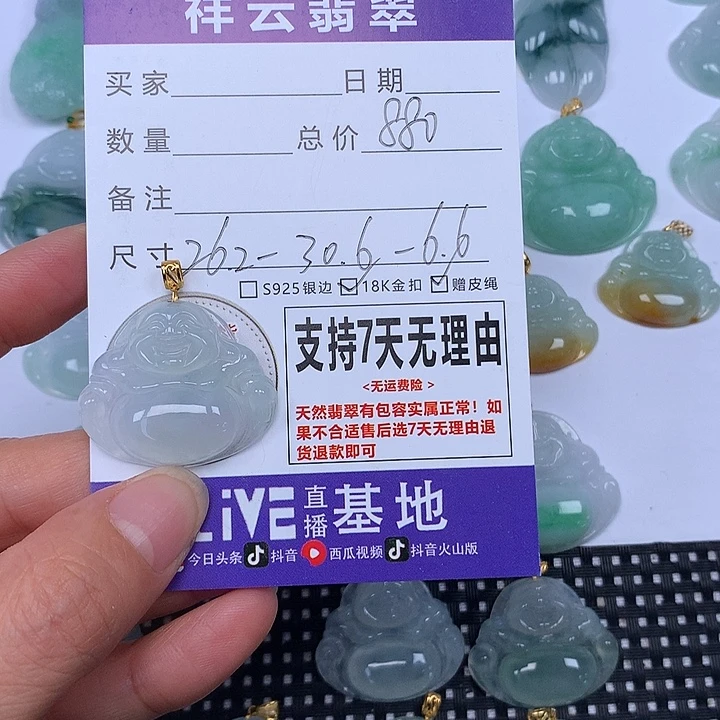 祥云翡翠
买家 日期
数量 总价 880
备注
尺寸 26.2-30.6-6.6
S925银边 18K金扣 赠皮绳
支持7天无理由
<无运费险>
天然翡翠有包容实属正常！如
果不合适售后选7天无理由退
货退款即可
LiVE 直播 基地
今日头条 抖音 西瓜视频 抖音火山版